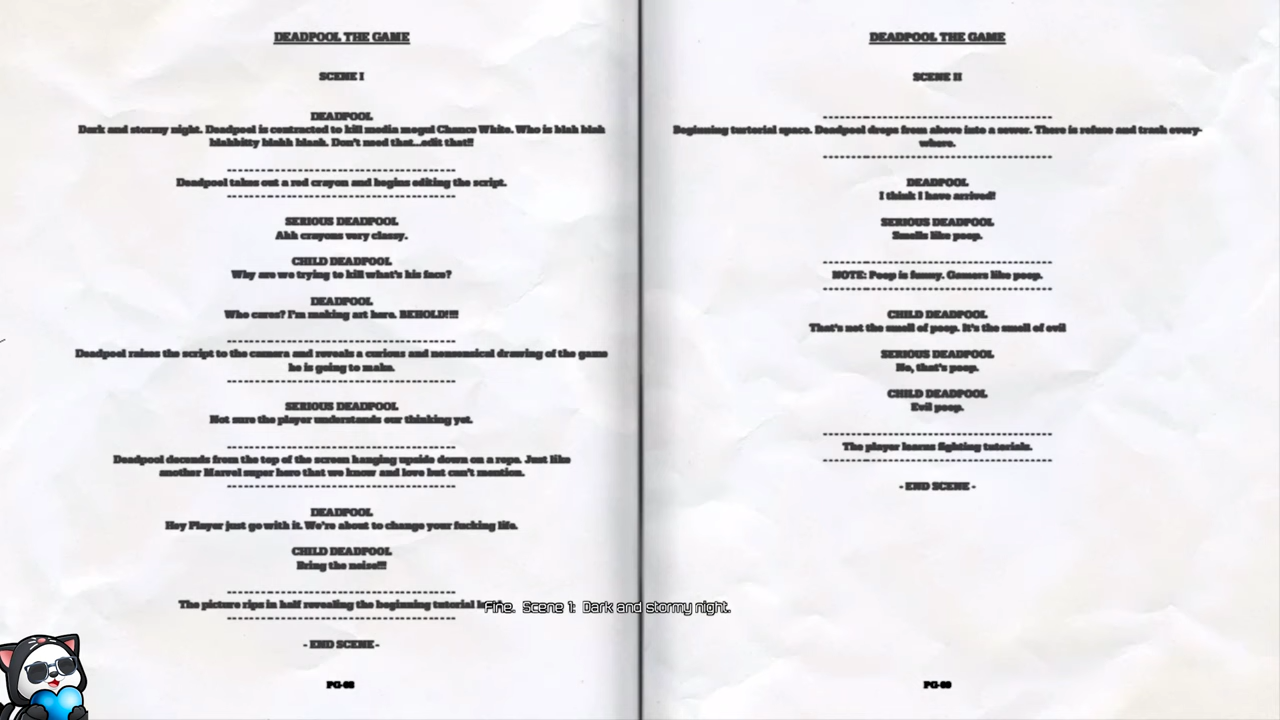 DEADPOOL THE GAME
SCENE I
DEADPOOL
Dark and stormy night. Deadpool is contracted to kill media mogul Chance White. Who is blah blah
blahbitty blahh blank. Don't need that...edit that!!
Deadpool takes out a red crayon and begins editing the script.
SERIOUS DEADPOOL
Ahh crayons very classy.
CHILD DEADPOOL
Why are we trying to kill what's his face?
DEADPOOL
Who cares? I'm making art here. BEHOLD!!!!
Deadpool raises the script to the camera and reveals a curious and nonsensical drawing of the game
he is going to make.
SERIOUS DEADPOOL
Not sure the player understands our thinking yet.
Deadpool decends from the top of the screen hanging upside down on a rope. Just like
another Marvel super hero that we know and love but can't mention.
DEADPOOL
Hey Player just go with it. We're about to change your fucking life.
CHILD DEADPOOL
Bring the noise!!!
The picture rips in half revealing the beginning tutorial
Fine. Scene 1: Dark and stormy night.
- END SCENE -
PG-08
DEADPOOL THE GAME
SCENE II
Beginning turtorial space. Deadpool drops from above into a sewer. There is refuse and trash every-
where.
DEADPOOL
I think I have arrived!
SERIOUS DEADPOOL
Smells like poop.
NOTE: Poop is funny. Gamers like poop.
CHILD DEADPOOL
That's not the smell of poop. It's the smell of evil
SERIOUS DEADPOOL
No, that's poop.
CHILD DEADPOOL
Evil poop.
The player learns fighting tutorials.
- END SCENE -
PG-09